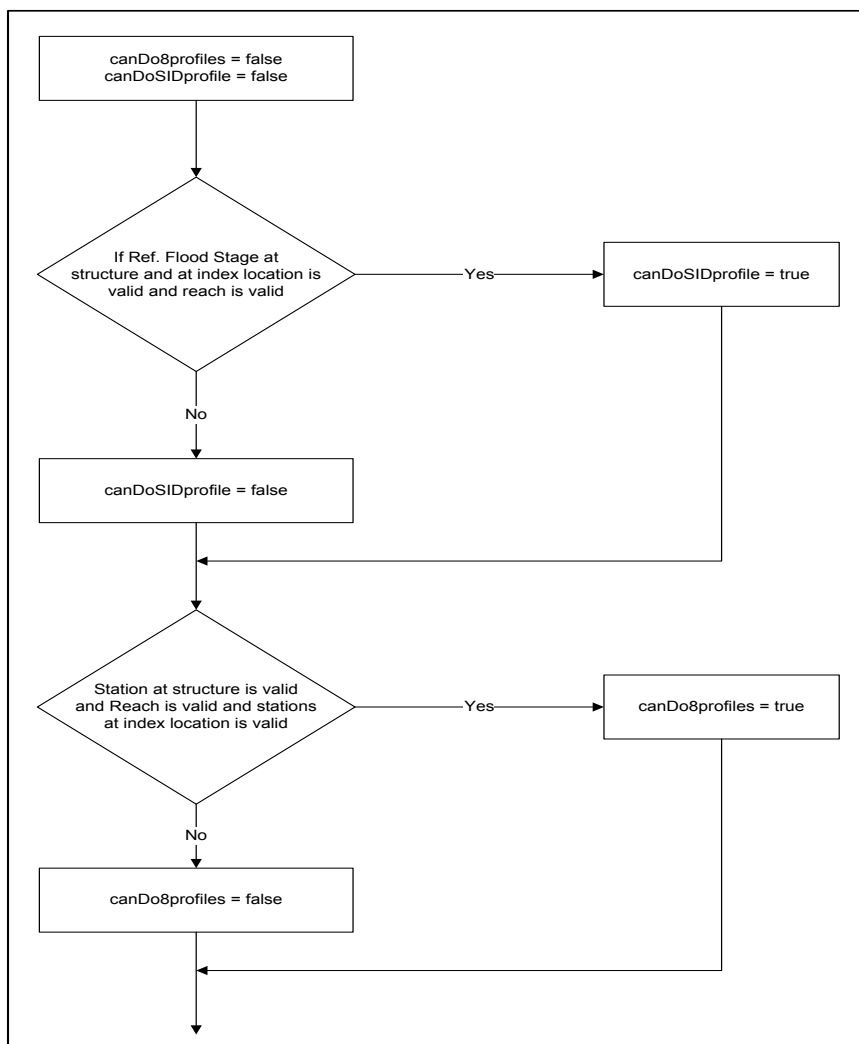 canDo8profiles = false
canDoSIDprofile = false
If Ref. Flood Stage at
structure and at index location is
valid and reach is valid
Yes
canDoSIDprofile = true
No
canDoSIDprofile = false
Station at structure is valid
and Reach is valid and stations
at index location is valid
Yes
canDo8profiles = true
No
canDo8profiles = false